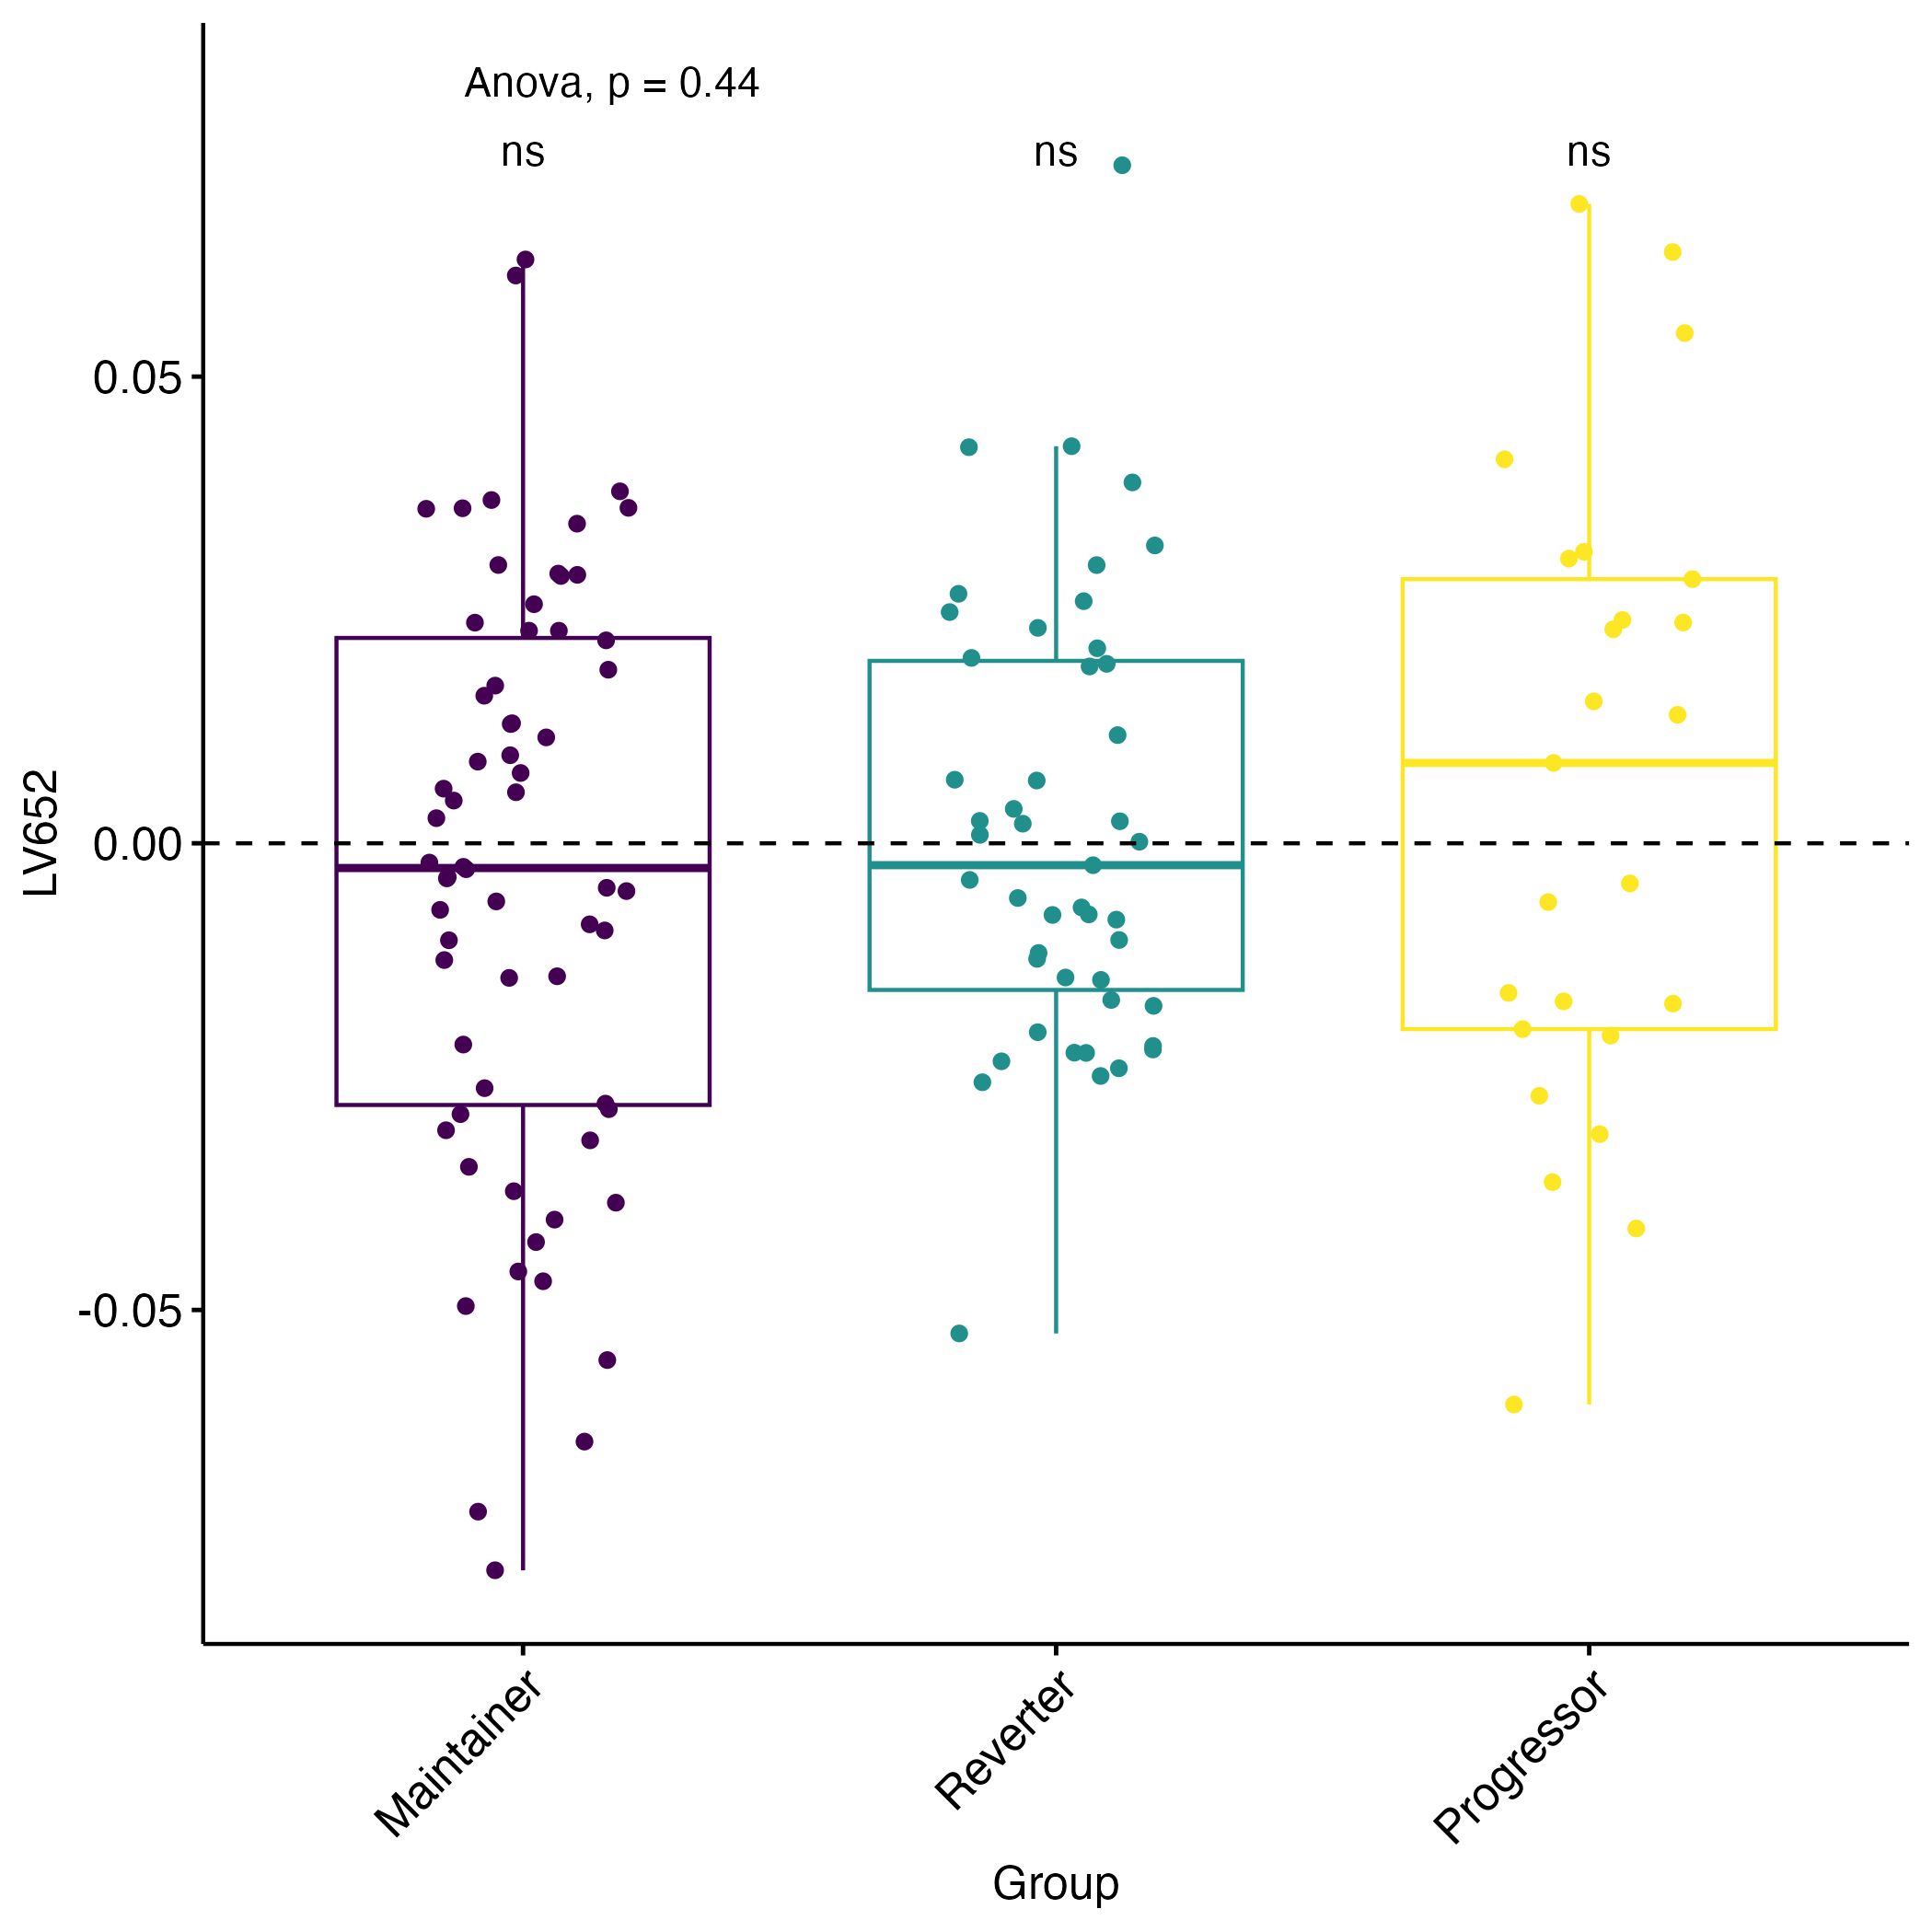 Anova, p = 0.44
ns ns ns
0.05
0.00
-0.05
LV652
Maintainer Reverter Progressor
Group